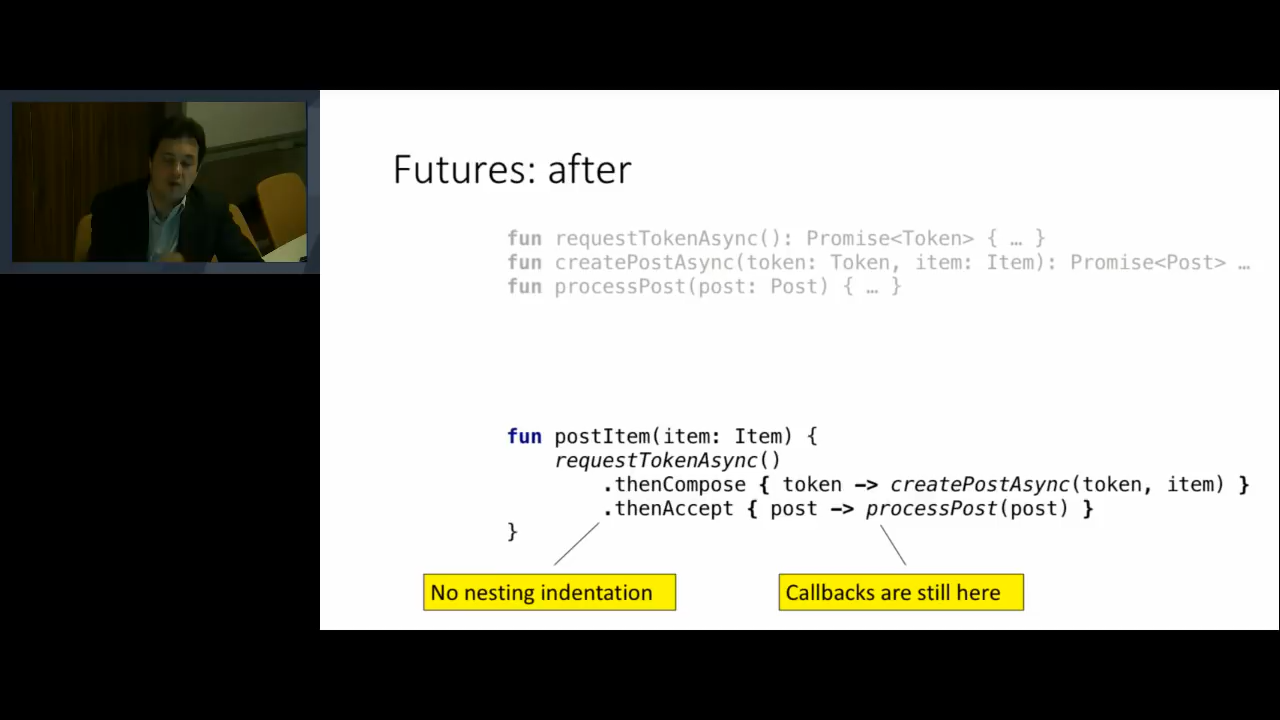 Futures: after
fun requestTokenAsync(): Promise<Token> { … }
fun createPostAsync(token: Token, item: Item): Promise<Post> …
fun processPost(post: Post) { … }
fun postItem(item: Item) {
requestTokenAsync()
.thenCompose { token -> createPostAsync(token, item) }
.thenAccept { post -> processPost(post) }
}
No nesting indentation
Callbacks are still here